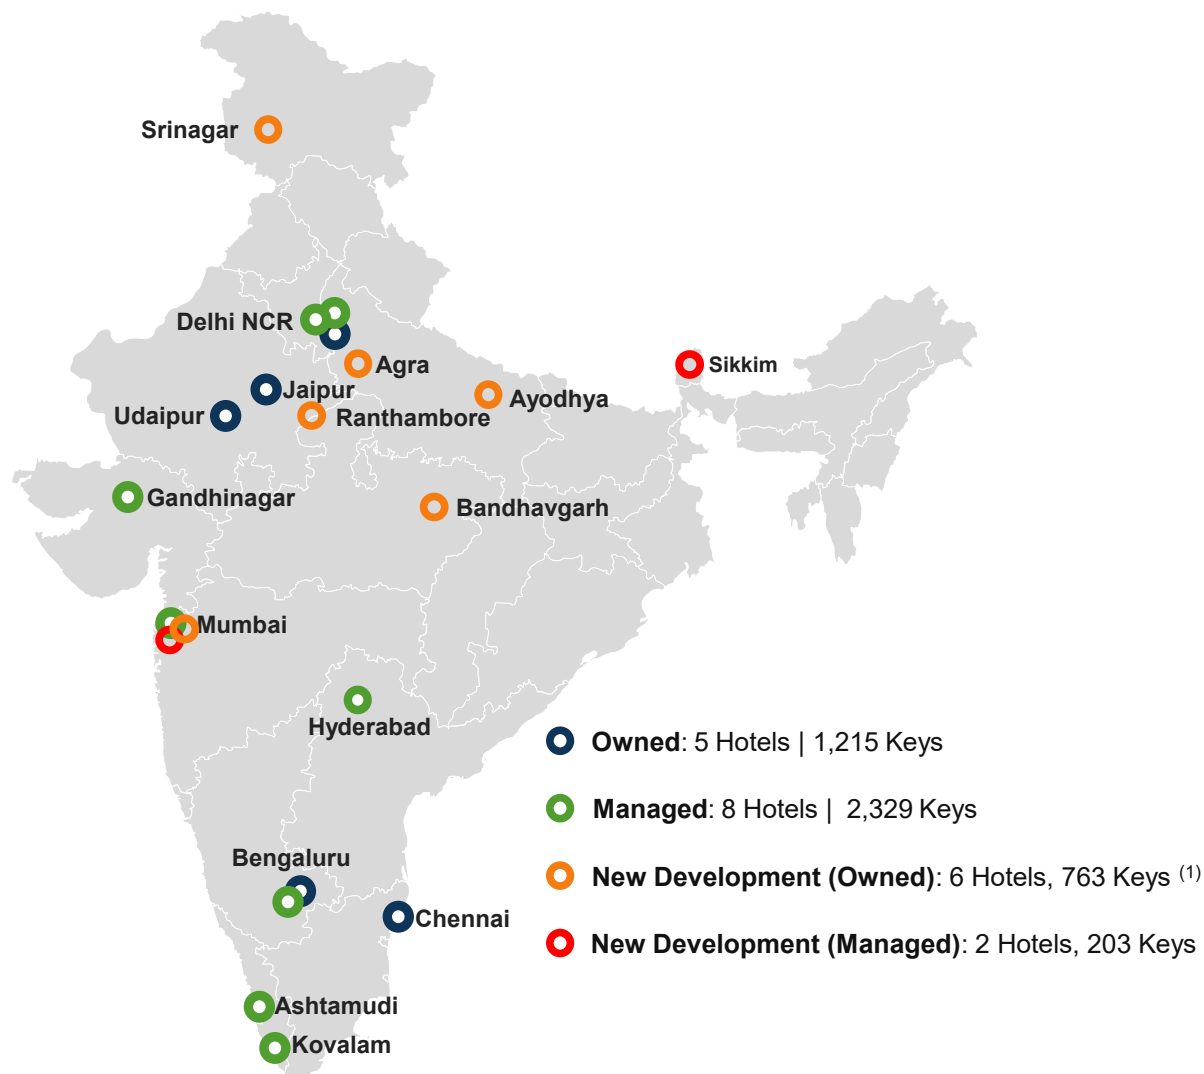 Srinagar
Delhi NCR
Agra
Sikkim
Jaipur
Ayodhya
Udaipur
Ranthambore
Gandhinagar
Bandhavgarh
Mumbai
Hyderabad
Owned: 5 Hotels | 1,215 Keys
Managed: 8 Hotels | 2,329 Keys
Bengaluru
New Development (Owned): 6 Hotels, 763 Keys (1)
Chennai
New Development (Managed): 2 Hotels, 203 Keys
Ashtamudi
Kovalam